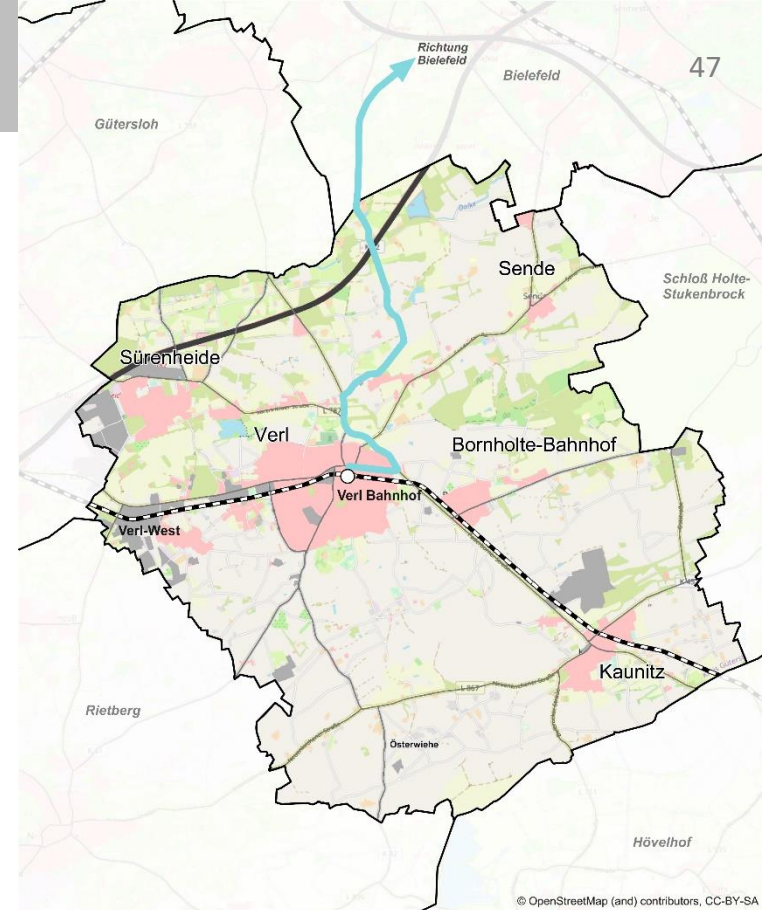 Richtung
Bielefeld
47
Bielefeld
Gütersloh
Sende
Schloß Holte-
Stukenbrock
Sürenheide
Verl
Bornholte-Bahnhof
Verl Bahnhof
Verl-West
Kaunitz
L 867
Rietberg
Österwiehe
Hövelhof
© OpenStreetMap (and) contributors, CC-BY-SA